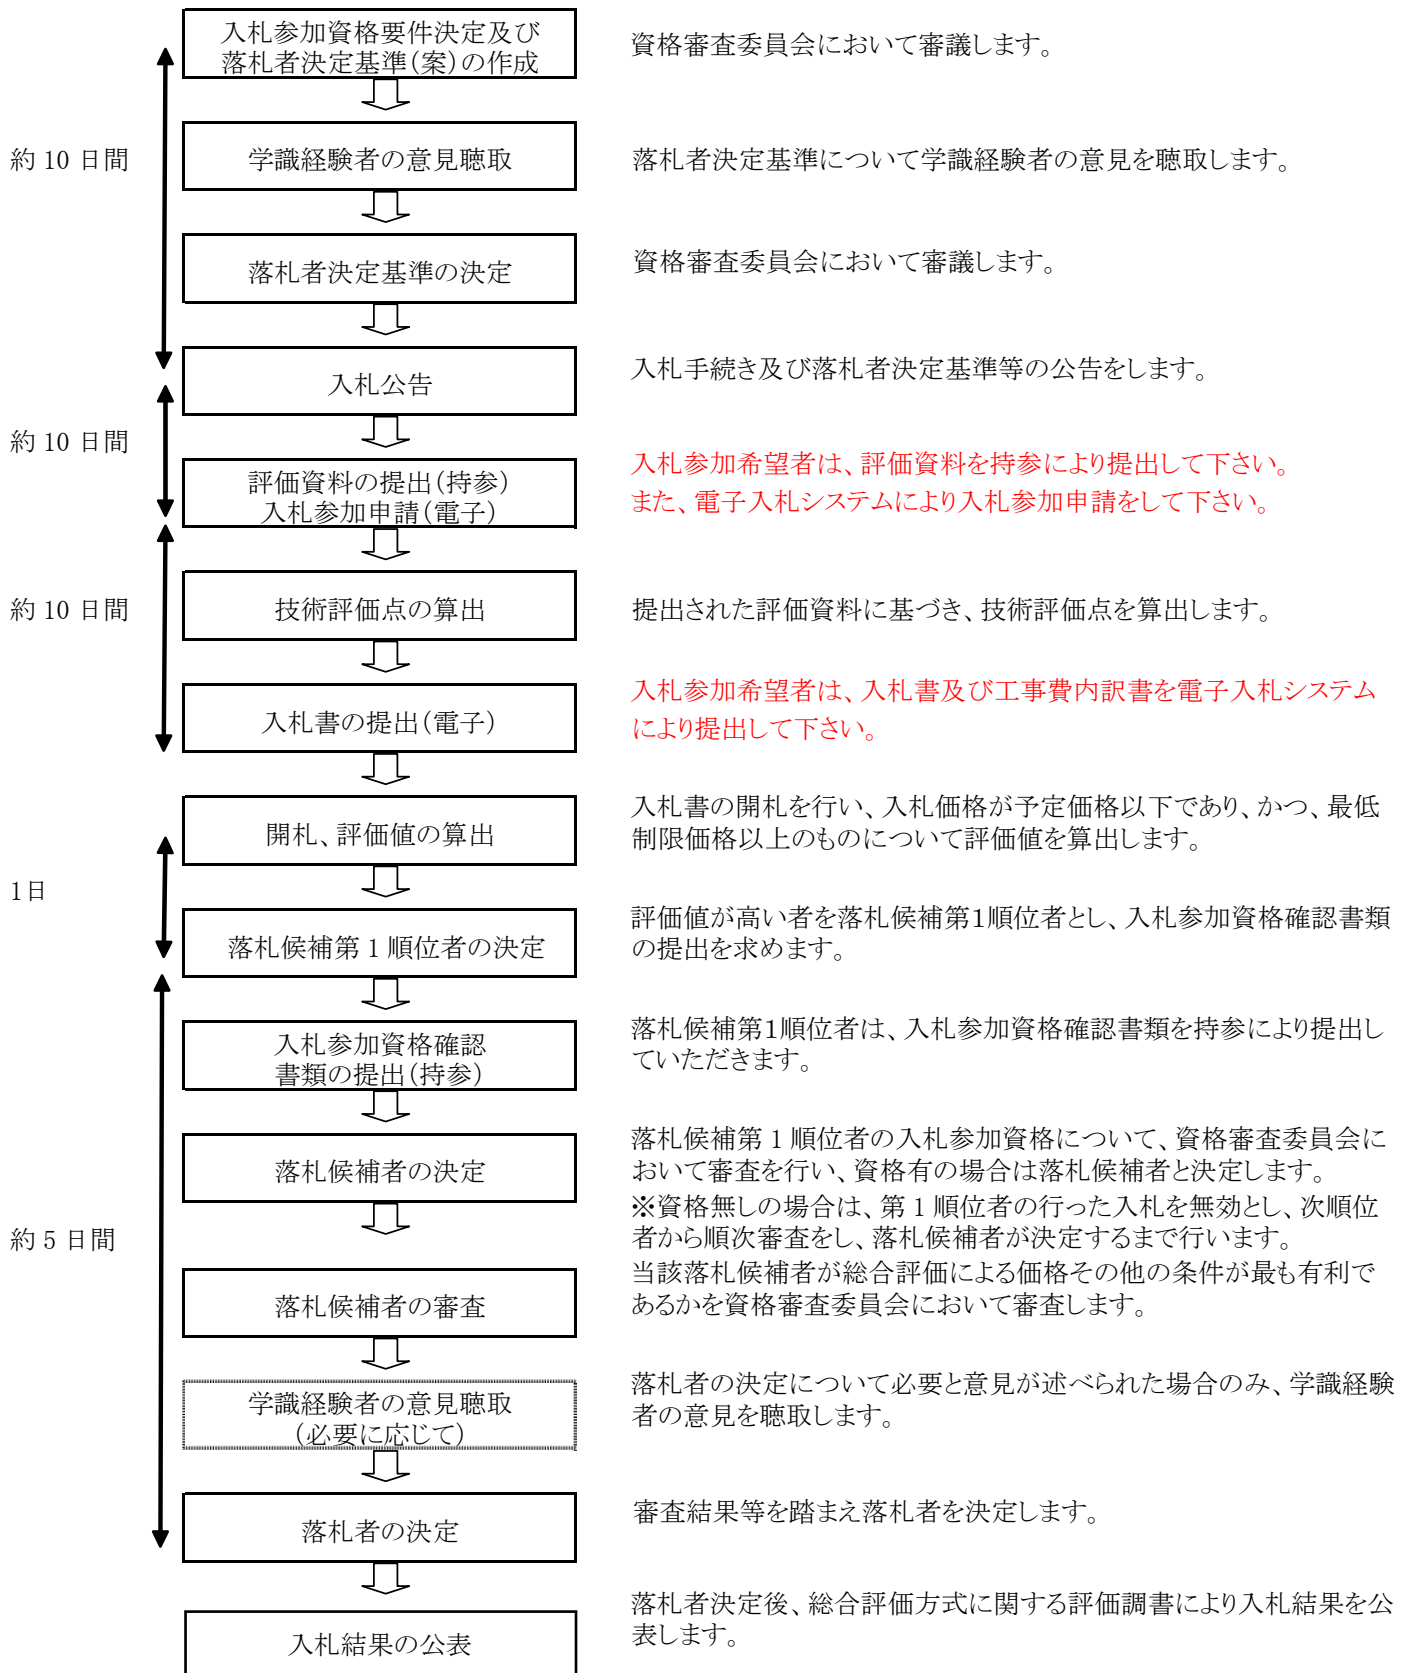 入札参加資格要件決定及び
落札者決定基準(案)の作成
資格審査委員会において審議します。
約 10 日間
学識経験者の意見聴取
落札者決定基準について学識経験者の意見を聴取します。
落札者決定基準の決定
資格審査委員会において審議します。
入札公告
入札手続き及び落札者決定基準等の公告をします。
約 10 日間
評価資料の提出(持参)
入札参加申請(電子)
入札参加希望者は、評価資料を持参により提出して下さい。
また、電子入札システムにより入札参加申請をして下さい。
約 10 日間
技術評価点の算出
提出された評価資料に基づき、技術評価点を算出します。
入札書の提出(電子)
入札参加希望者は、入札書及び工事費内訳書を電子入札システム
により提出して下さい。
開札、評価値の算出
入札書の開札を行い、入札価格が予定価格以下であり、かつ、最低
制限価格以上のものについて評価値を算出します。
1日
落札候補第 1 順位者の決定
評価値が高い者を落札候補第1順位者とし、入札参加資格確認書類
の提出を求めます。
入札参加資格確認
書類の提出(持参)
落札候補第1順位者は、入札参加資格確認書類を持参により提出し
ていただきます。
落札候補者の決定
落札候補第 1 順位者の入札参加資格について、資格審査委員会に
おいて審査を行い、資格有の場合は落札候補者と決定します。
※資格無しの場合は、第 1 順位者の行った入札を無効とし、次順位
者から順次審査をし、落札候補者が決定するまで行います。
約 5 日間
落札候補者の審査
当該落札候補者が総合評価による価格その他の条件が最も有利で
あるかを資格審査委員会において審査します。
学識経験者の意見聴取
(必要に応じて)
落札者の決定について必要と意見が述べられた場合のみ、学識経験
者の意見を聴取します。
落札者の決定
審査結果等を踏まえ落札者を決定します。
入札結果の公表
落札者決定後、総合評価方式に関する評価調書により入札結果を公
表します。